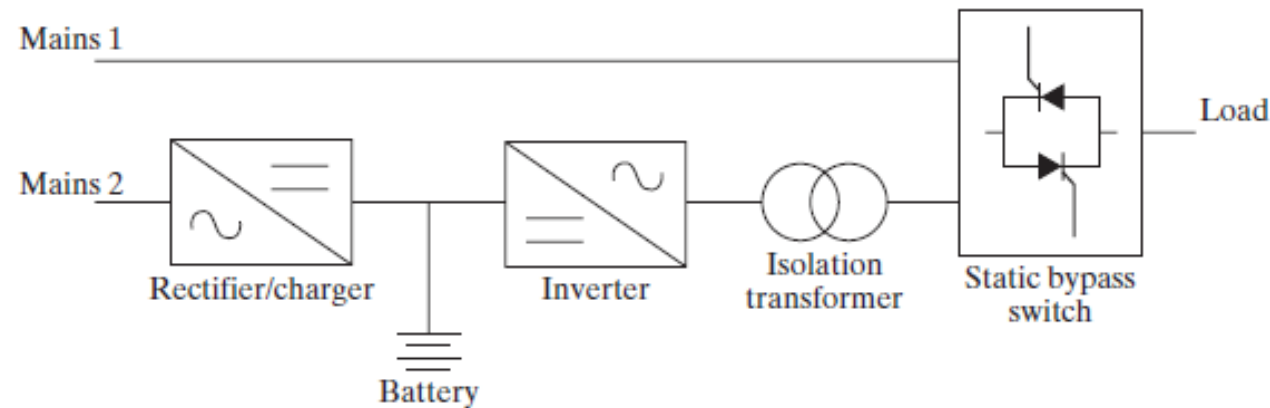 Mains 1
Load
Mains 2
Rectifier/charger
Inverter
Isolation
transformer
Static bypass
switch
Battery